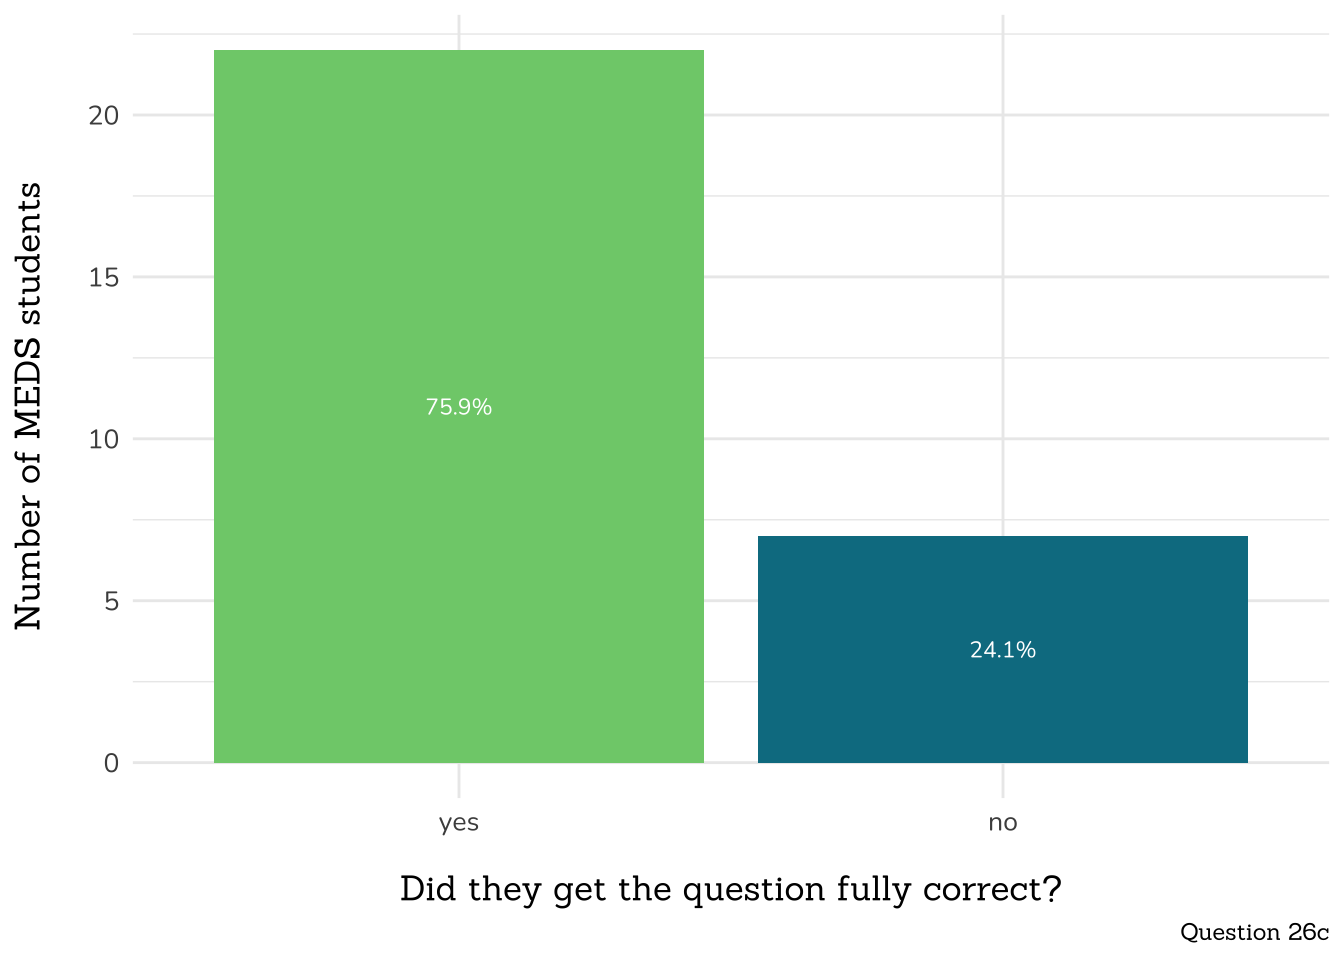 Number of MEDS students
20
15
10
5
0
75.9%
24.1%
yes
no
Did they get the question fully correct?
Question 26c